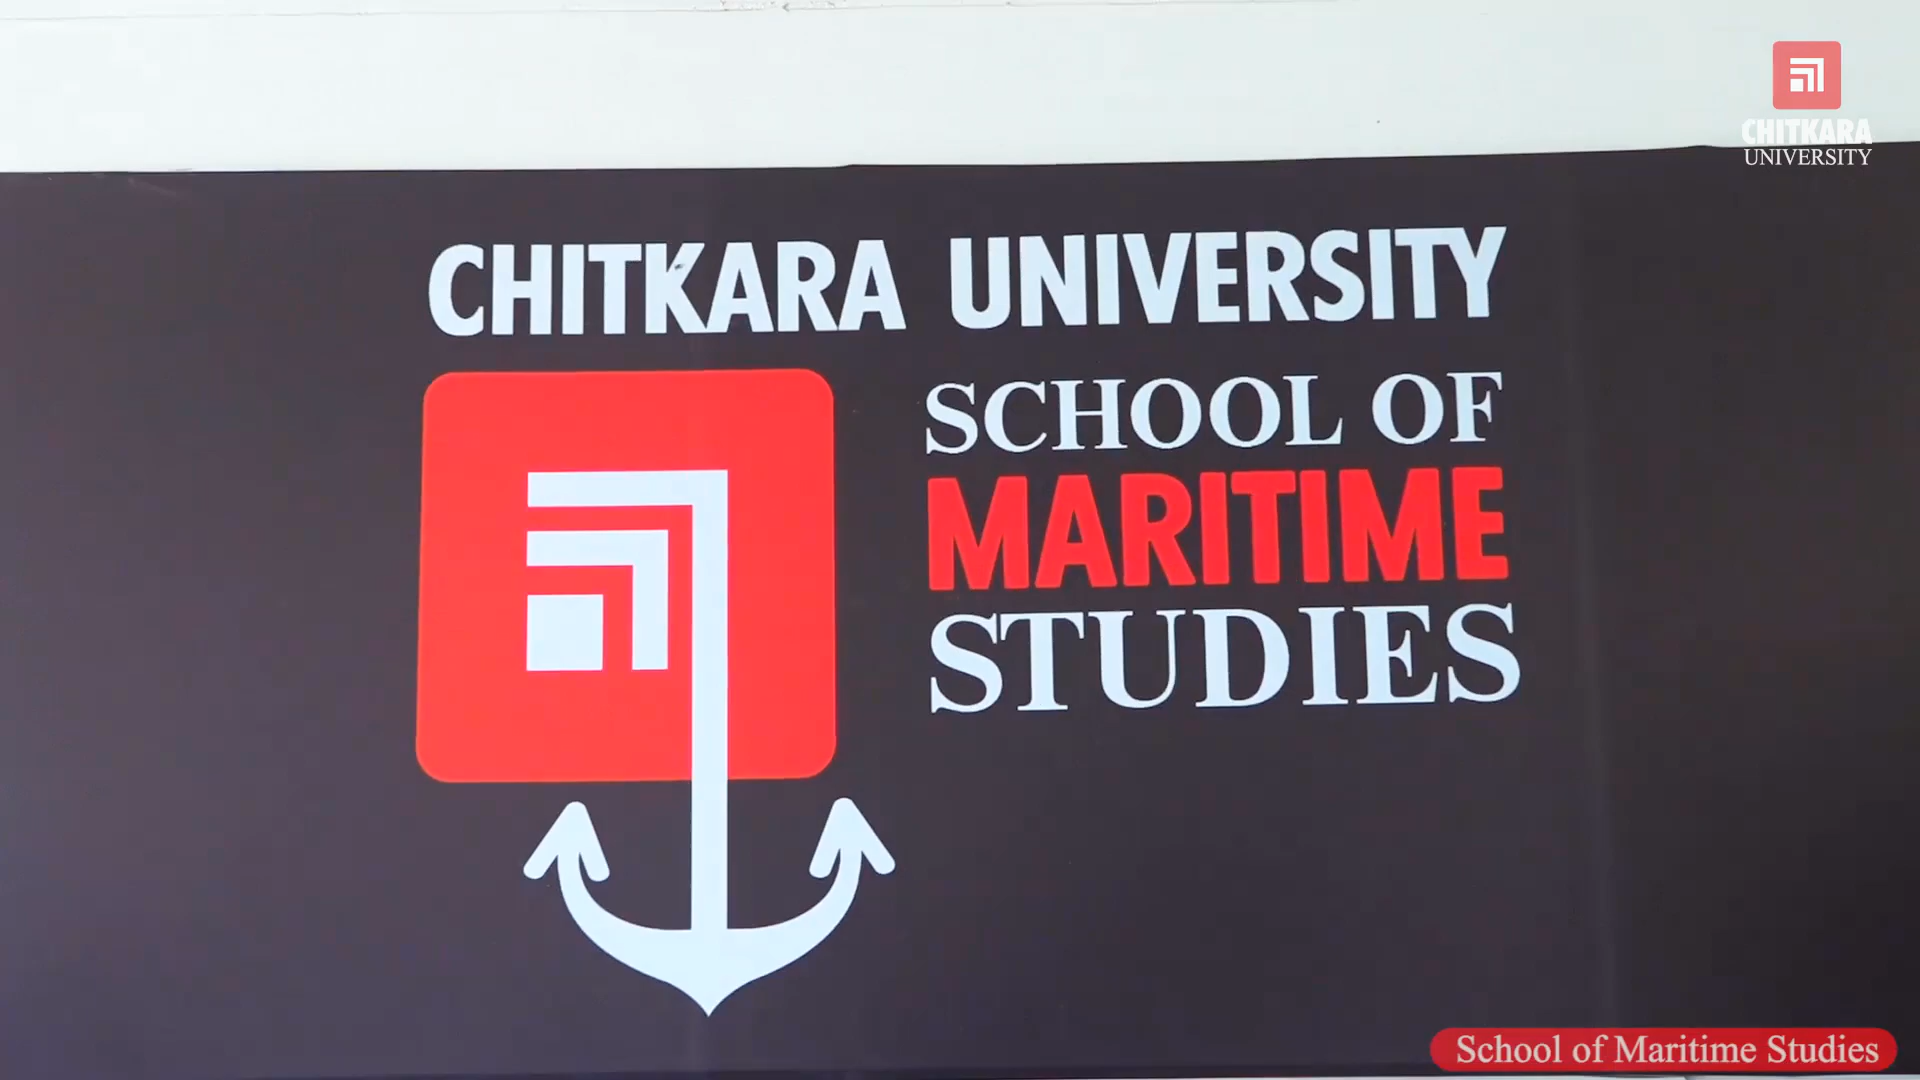 CHITKARA
UNIVERSITY
CHITKARA UNIVERSITY
SCHOOL OF
MARITIME
STUDIES
School of Maritime Studies